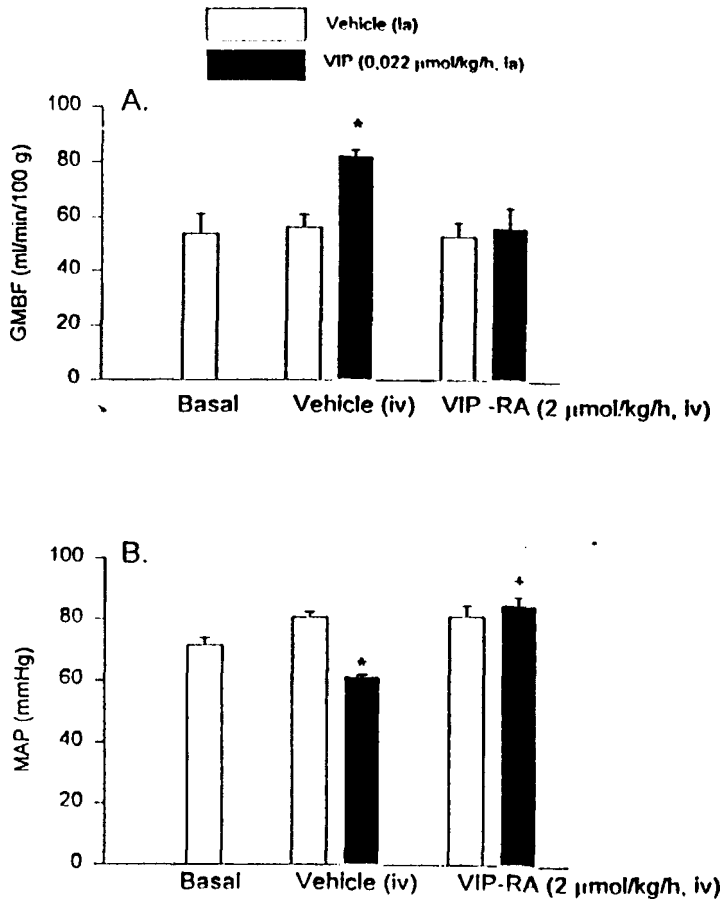 Vehicle (ia)
VIP (0,022 µmol/kg/h, ia)
A.
GMBF (ml/min/100 g)
100
80
60
40
20
0
*
Basal
Vehicle (iv)
VIP -RA (2 µmol/kg/h, iv)
B.
MAP (mmHg)
100
80
60
40
20
0
*
+
Basal
Vehicle (iv)
VIP-RA (2 µmol/kg/h, iv)